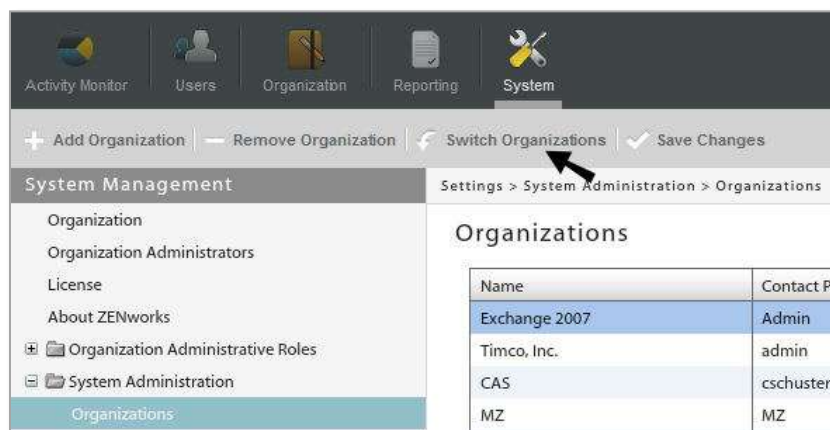 Activity Monitor Users Organization Reporting System
Add Organization Remove Organization Switch Organizations Save Changes
System Management
Organization
Organization Administrators
License
About ZENworks
Organization Administrative Roles
System Administration
Organizations
Settings > System Administration > Organizations
Organizations
Name Contact P
Exchange 2007 Admin
Timco, Inc. admin
CAS cschuster
MZ MZ